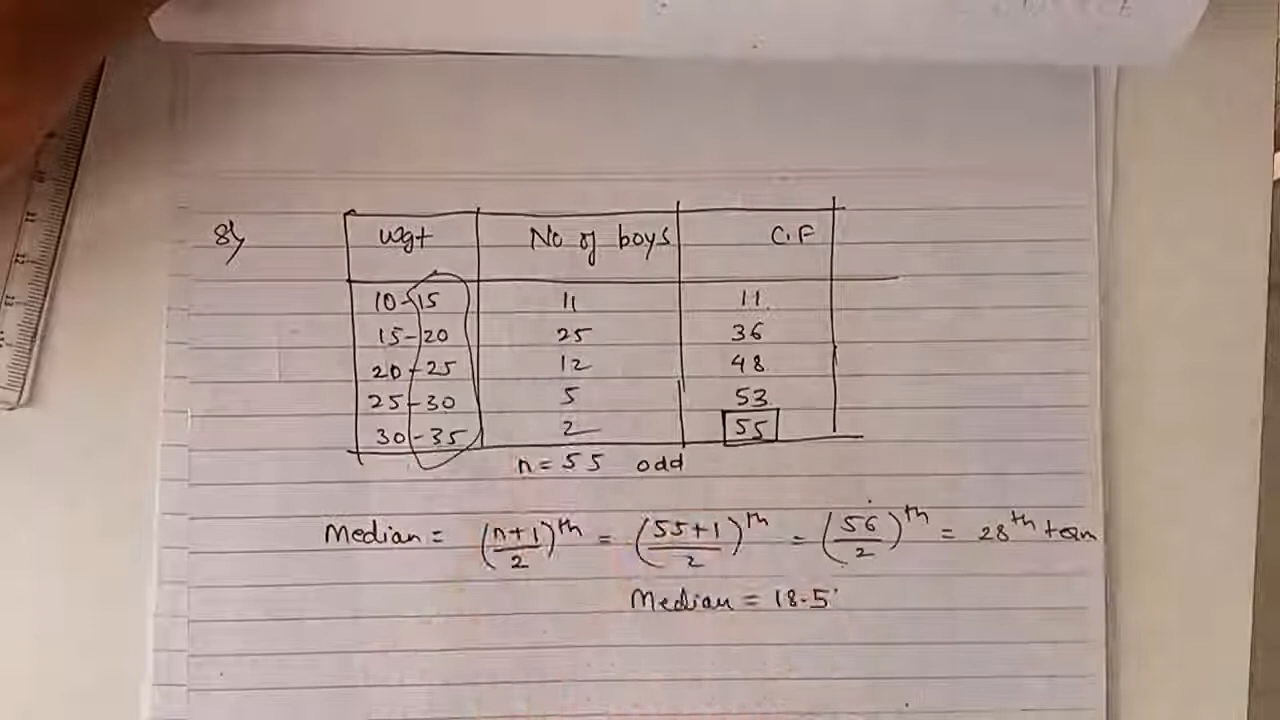 8) Wgt No of boys C.F
10-15 11 11
15-20 25 36
20-25 12 48
25-30 5 53
30-35 2 55
n = 55 odd
Median = (n+1/2)th = (55+1/2)th = (56/2)th = 28th term
Median = 18.5